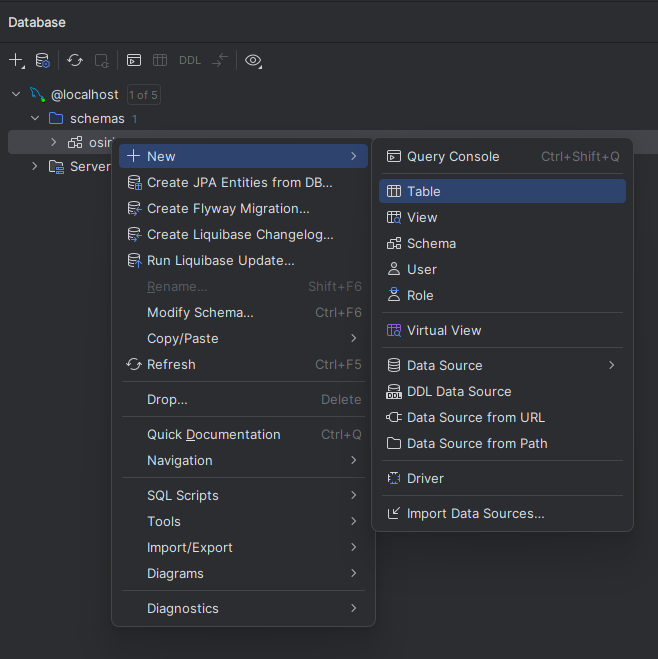 Database
DDL
@localhost 1 of 5
schemas 1
Server
New
Create JPA Entities from DB...
Create Flyway Migration...
Create Liquibase Changelog...
Run Liquibase Update...
Rename... Shift+F6
Modify Schema... Ctrl+F6
Copy/Paste
Refresh Ctrl+F5
Drop... Delete
Quick Documentation Ctrl+Q
Navigation
SQL Scripts
Tools
Import/Export
Diagrams
Diagnostics
Query Console Ctrl+Shift+Q
Table
View
Schema
User
Role
Virtual View
Data Source
DDL Data Source
Data Source from URL
Data Source from Path
Driver
Import Data Sources...